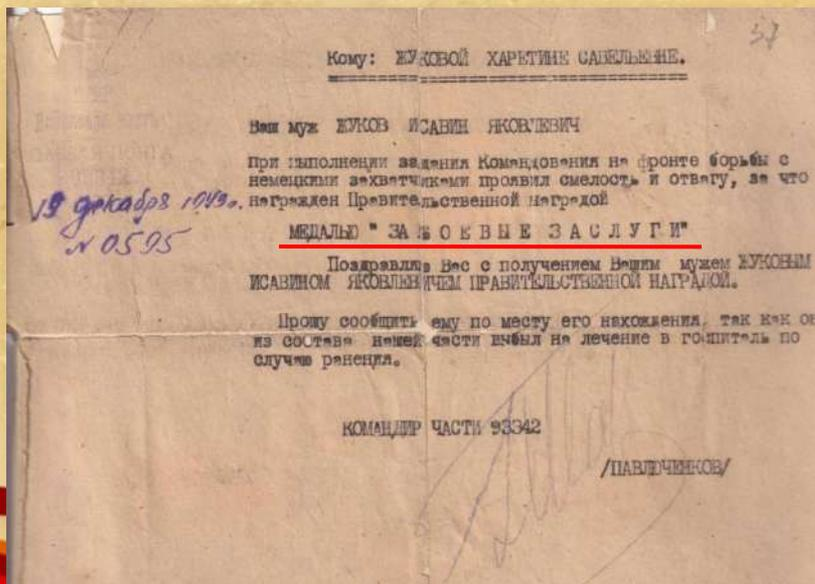 37
Кому: ЖУКОВОЙ ХАРЕТИНЕ САВЕЛЬЕВНЕ.
Ваш муж ЖУКОВ ИСАВИН ЯКОВЛЕВИЧ
При выполнении задания Командования на фронте борьбы с
немецкими захватчиками проявил смелость и отвагу, за что
19 декабря 1943г. награжден Правительственной наградой
№ 0595
МЕДАЛЬЮ " ЗА БОЕВЫЕ ЗАСЛУГИ"
Поздравляю Вас с получением Вашим мужем ЖУКОВЫМ
ИСАВИНОМ ЯКОВЛЕВИЧЕМ ПРАВИТЕЛЬСТВЕННОЙ НАГРАДОЙ.
Прошу сообщить ему по месту его нахождения, так как он
из состава нашей части выбыл на лечение в госпиталь по
случаю ранения.
КОМАНДИР ЧАСТИ 93342
/ПАВЛЮЧЕНКОВ/